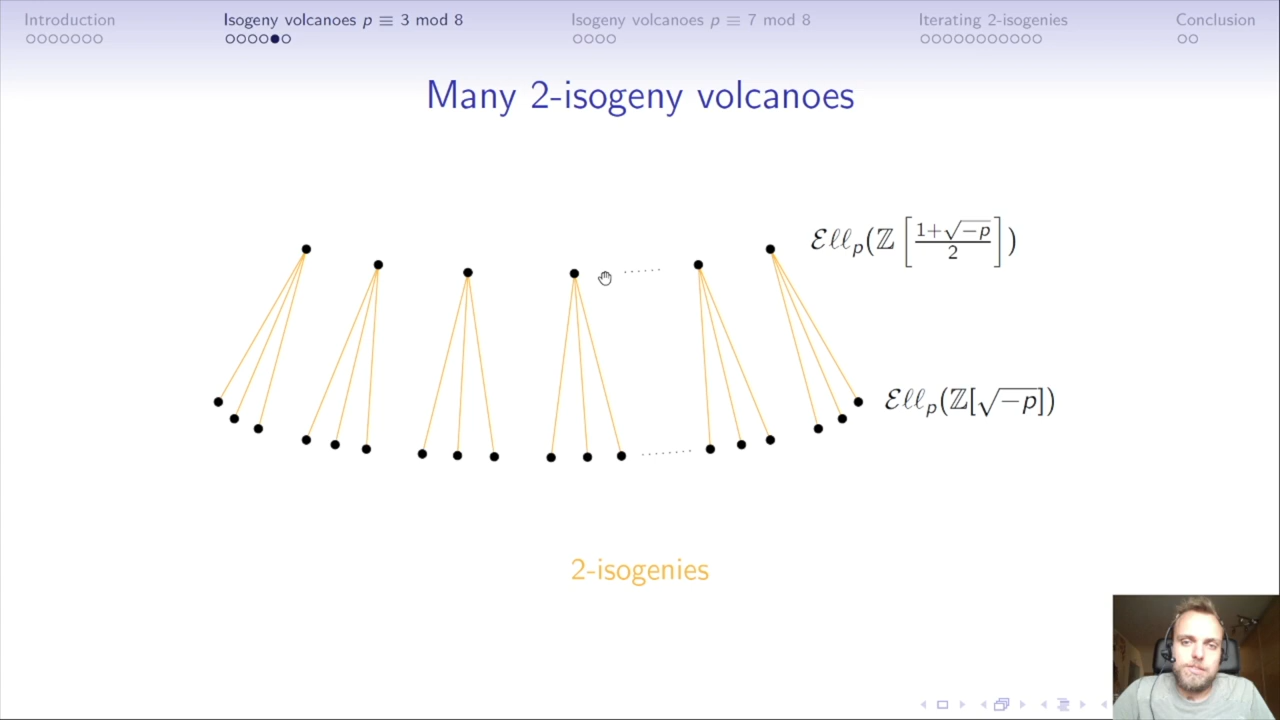 Introduction
Isogeny volcanoes p ≡ 3 mod 8
Isogeny volcanoes p ≡ 7 mod 8
Iterating 2-isogenies
Conclusion
Many 2-isogeny volcanoes
ℰℓℓ_p(ℤ[(1+√−p)/2])
ℰℓℓ_p(ℤ[√−p])
2-isogenies